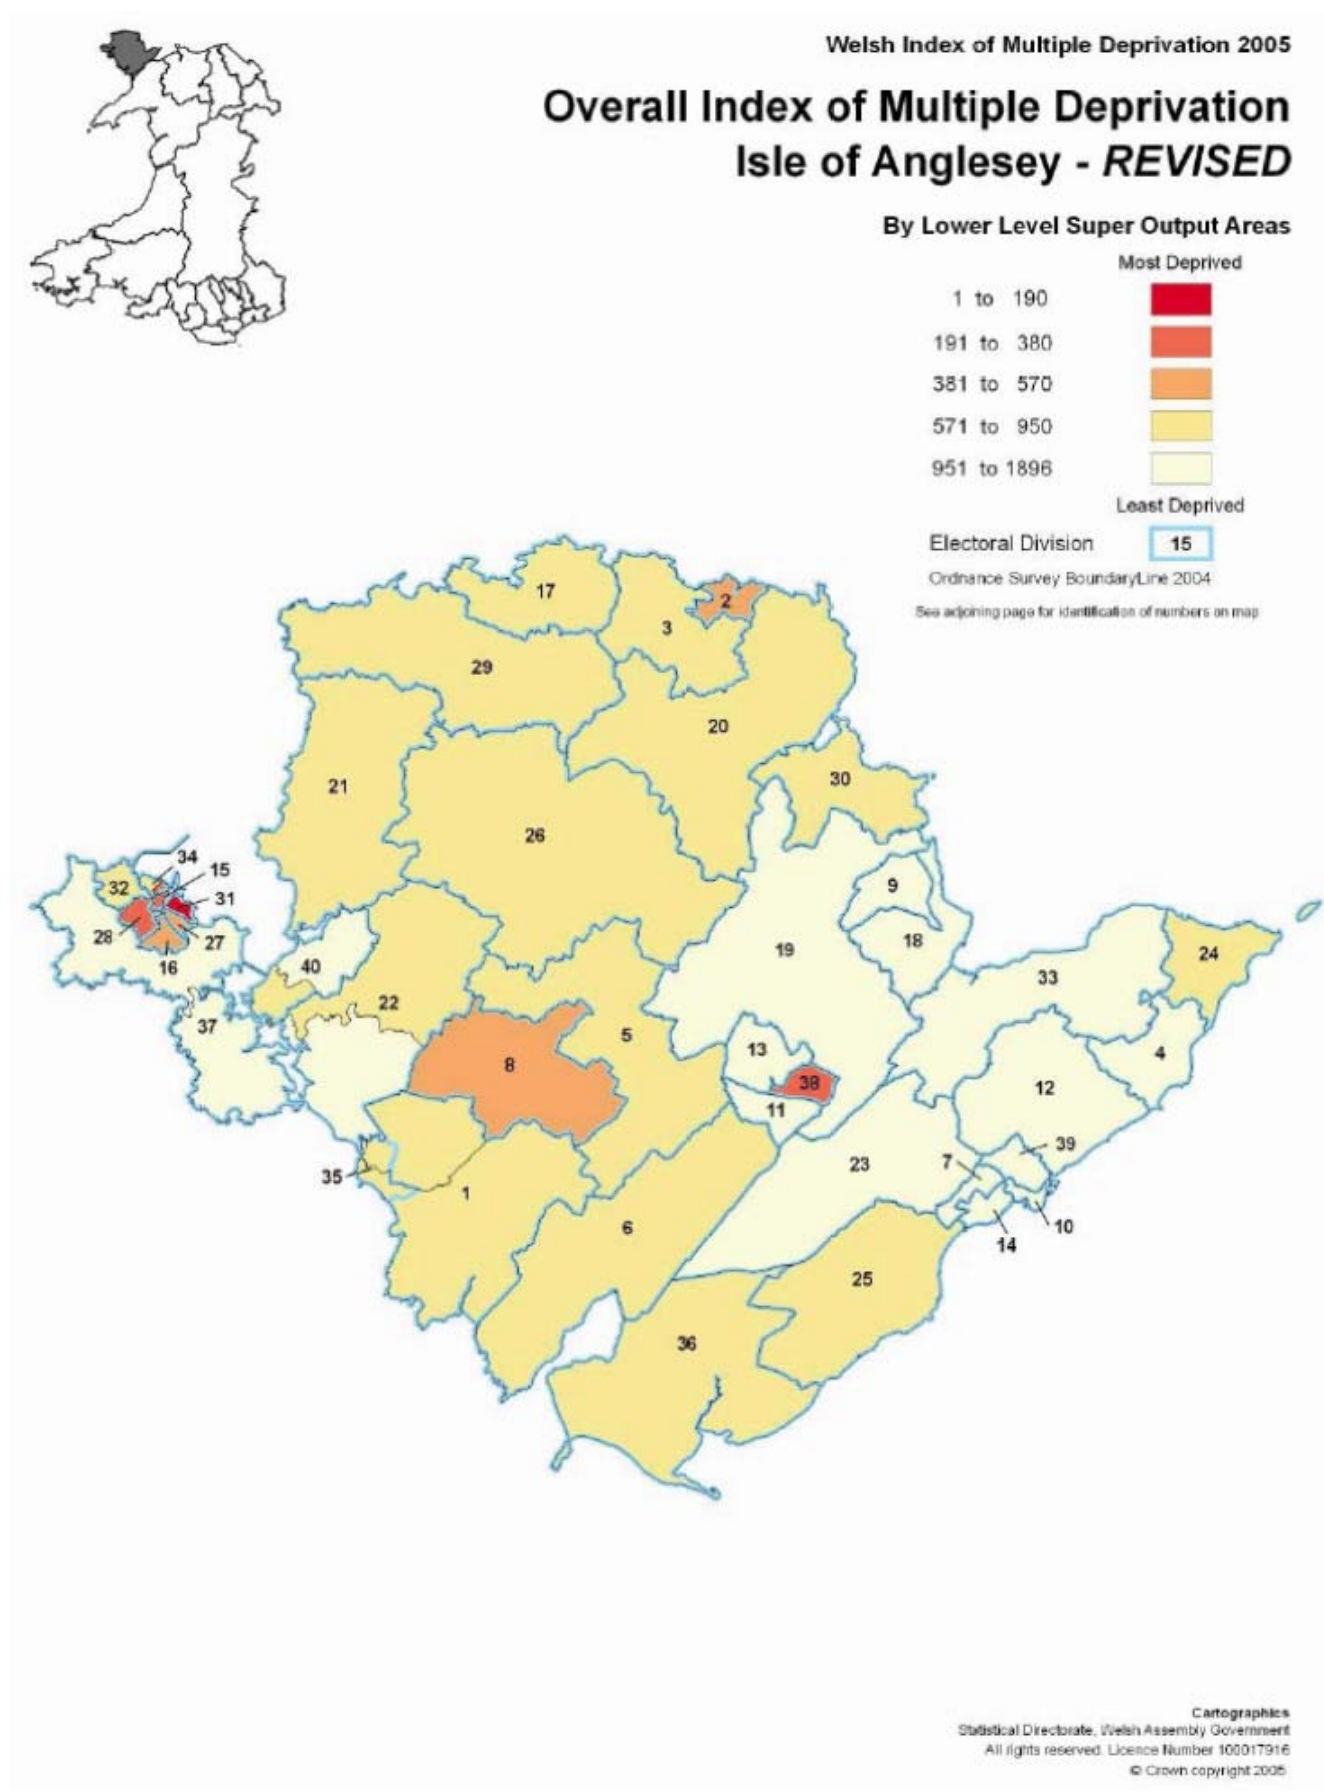 Welsh Index of Multiple Deprivation 2005
Overall Index of Multiple Deprivation
Isle of Anglesey - REVISED
By Lower Level Super Output Areas
Most Deprived
1 to 190
191 to 380
381 to 570
571 to 950
951 to 1896
Least Deprived
Electoral Division 15
Ordnance Survey BoundaryLine 2004
See adjoining page for identification of numbers on map
17
2
3
29
20
30
21
26
34
15
32
31
9
28
27
18
16
19
24
40
33
22
37
5
13
4
8
38
12
11
39
23
7
35
1
10
6
14
25
36
Cartographics
Statistical Directorate, Welsh Assembly Government
All rights reserved. Licence Number 100017916
© Crown copyright 2005